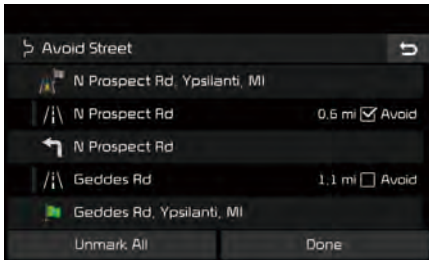 Avoid Street
N Prospect Rd, Ypsilanti, MI
N Prospect Rd 0.6 mi Avoid
N Prospect Rd
Geddes Rd 1.1 mi Avoid
Geddes Rd, Ypsilanti, MI
Unmark All Done